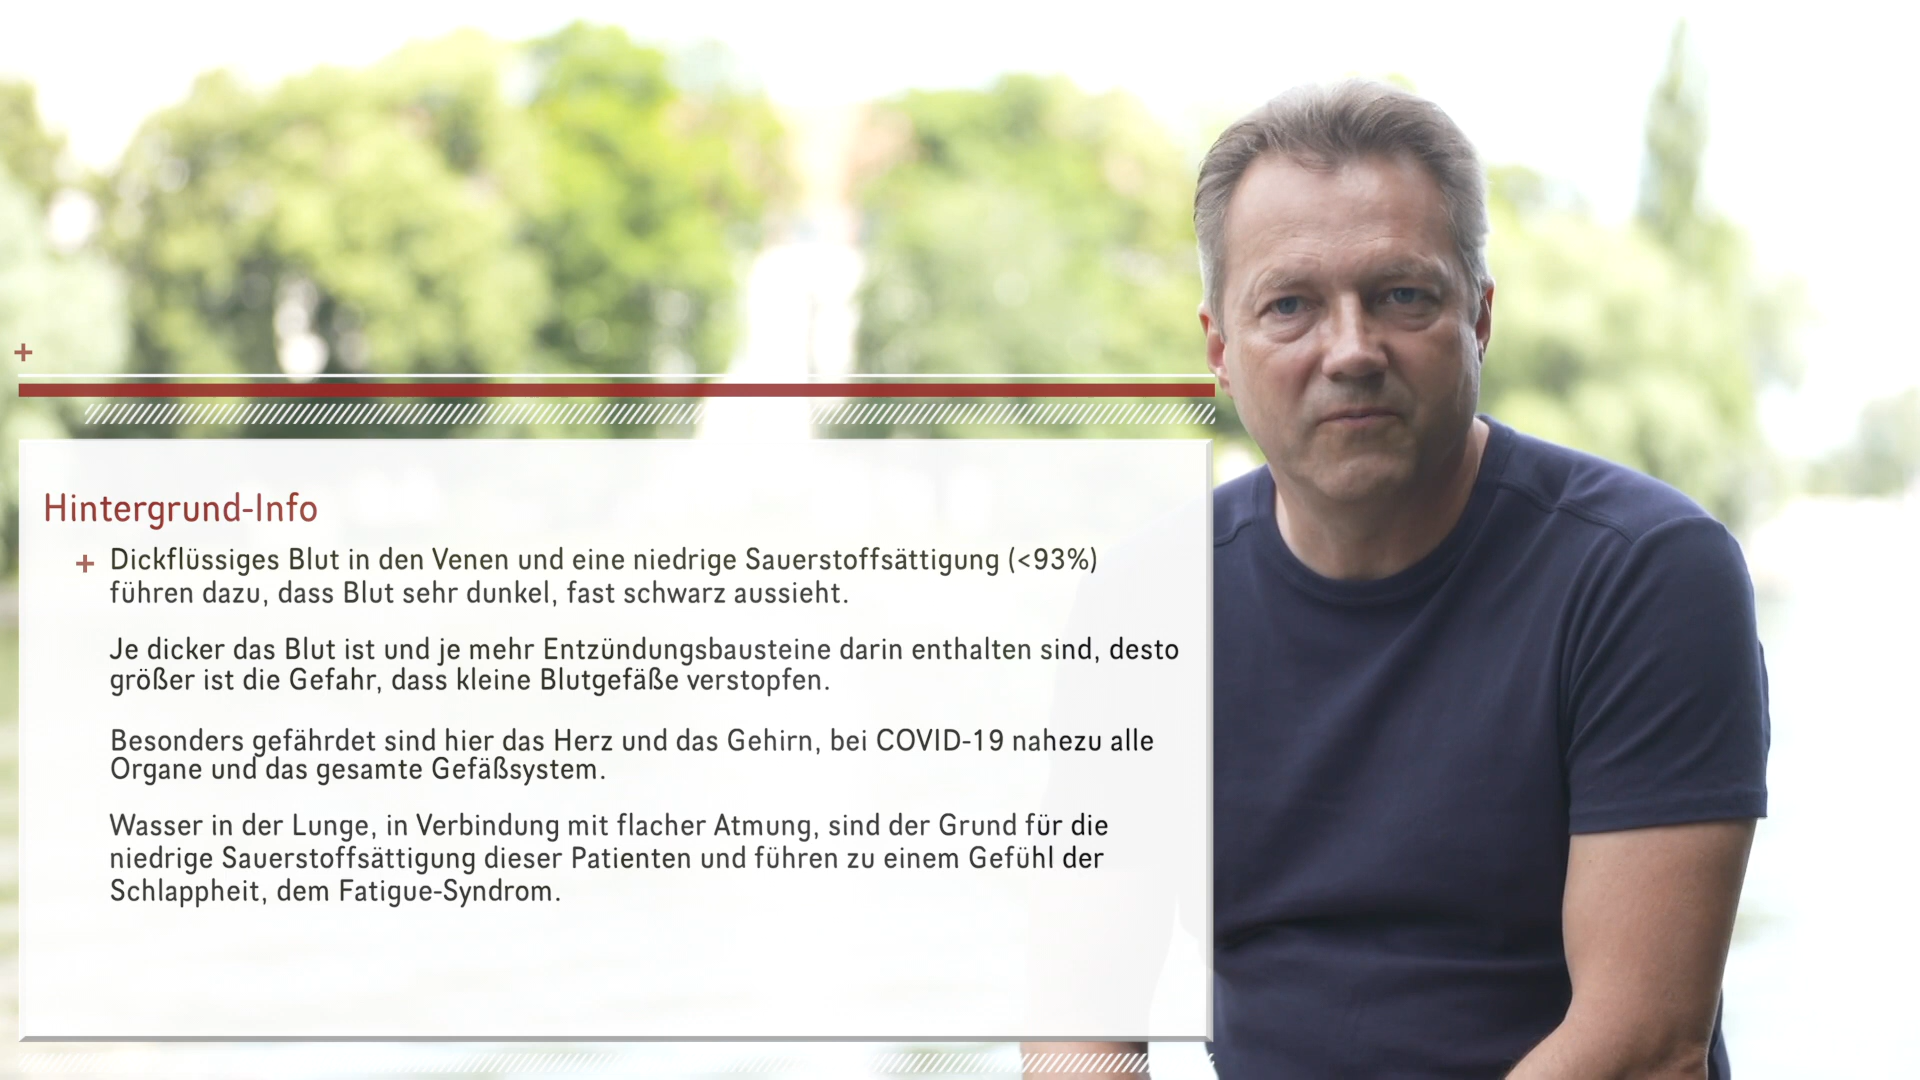 Hintergrund-Info
+ Dickflüssiges Blut in den Venen und eine niedrige Sauerstoffsättigung (<93%)
führen dazu, dass Blut sehr dunkel, fast schwarz aussieht.
Je dicker das Blut ist und je mehr Entzündungsbausteine darin enthalten sind, desto
größer ist die Gefahr, dass kleine Blutgefäße verstopfen.
Besonders gefährdet sind hier das Herz und das Gehirn, bei COVID-19 nahezu alle
Organe und das gesamte Gefäßsystem.
Wasser in der Lunge, in Verbindung mit flacher Atmung, sind der Grund für die
niedrige Sauerstoffsättigung dieser Patienten und führen zu einem Gefühl der
Schlappheit, dem Fatigue-Syndrom.